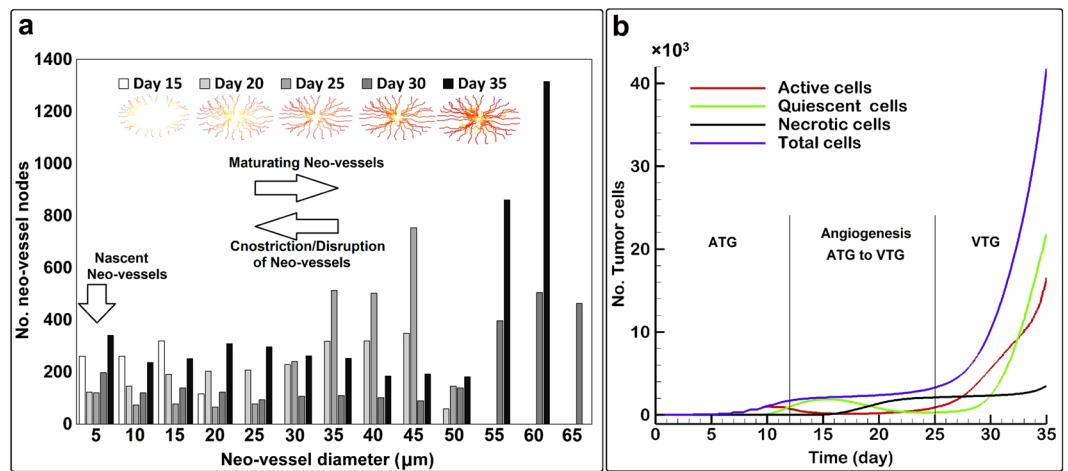 a
1400
1200
1000
800
600
400
200
0
No. neo-vessel nodes
Day 15 Day 20 Day 25 Day 30 Day 35
Maturating Neo-vessels
Cnostriction/Disruption
of Neo-vessels
Nascent
Neo-vessels
5 10 15 20 25 30 35 40 45 50 55 60 65
Neo-vessel diameter (µm)
b
×10³
40
30
20
10
0
No. Tumor cells
Active cells
Quiescent cells
Necrotic cells
Total cells
ATG
Angiogenesis
ATG to VTG
VTG
0 5 10 15 20 25 30 35
Time (day)